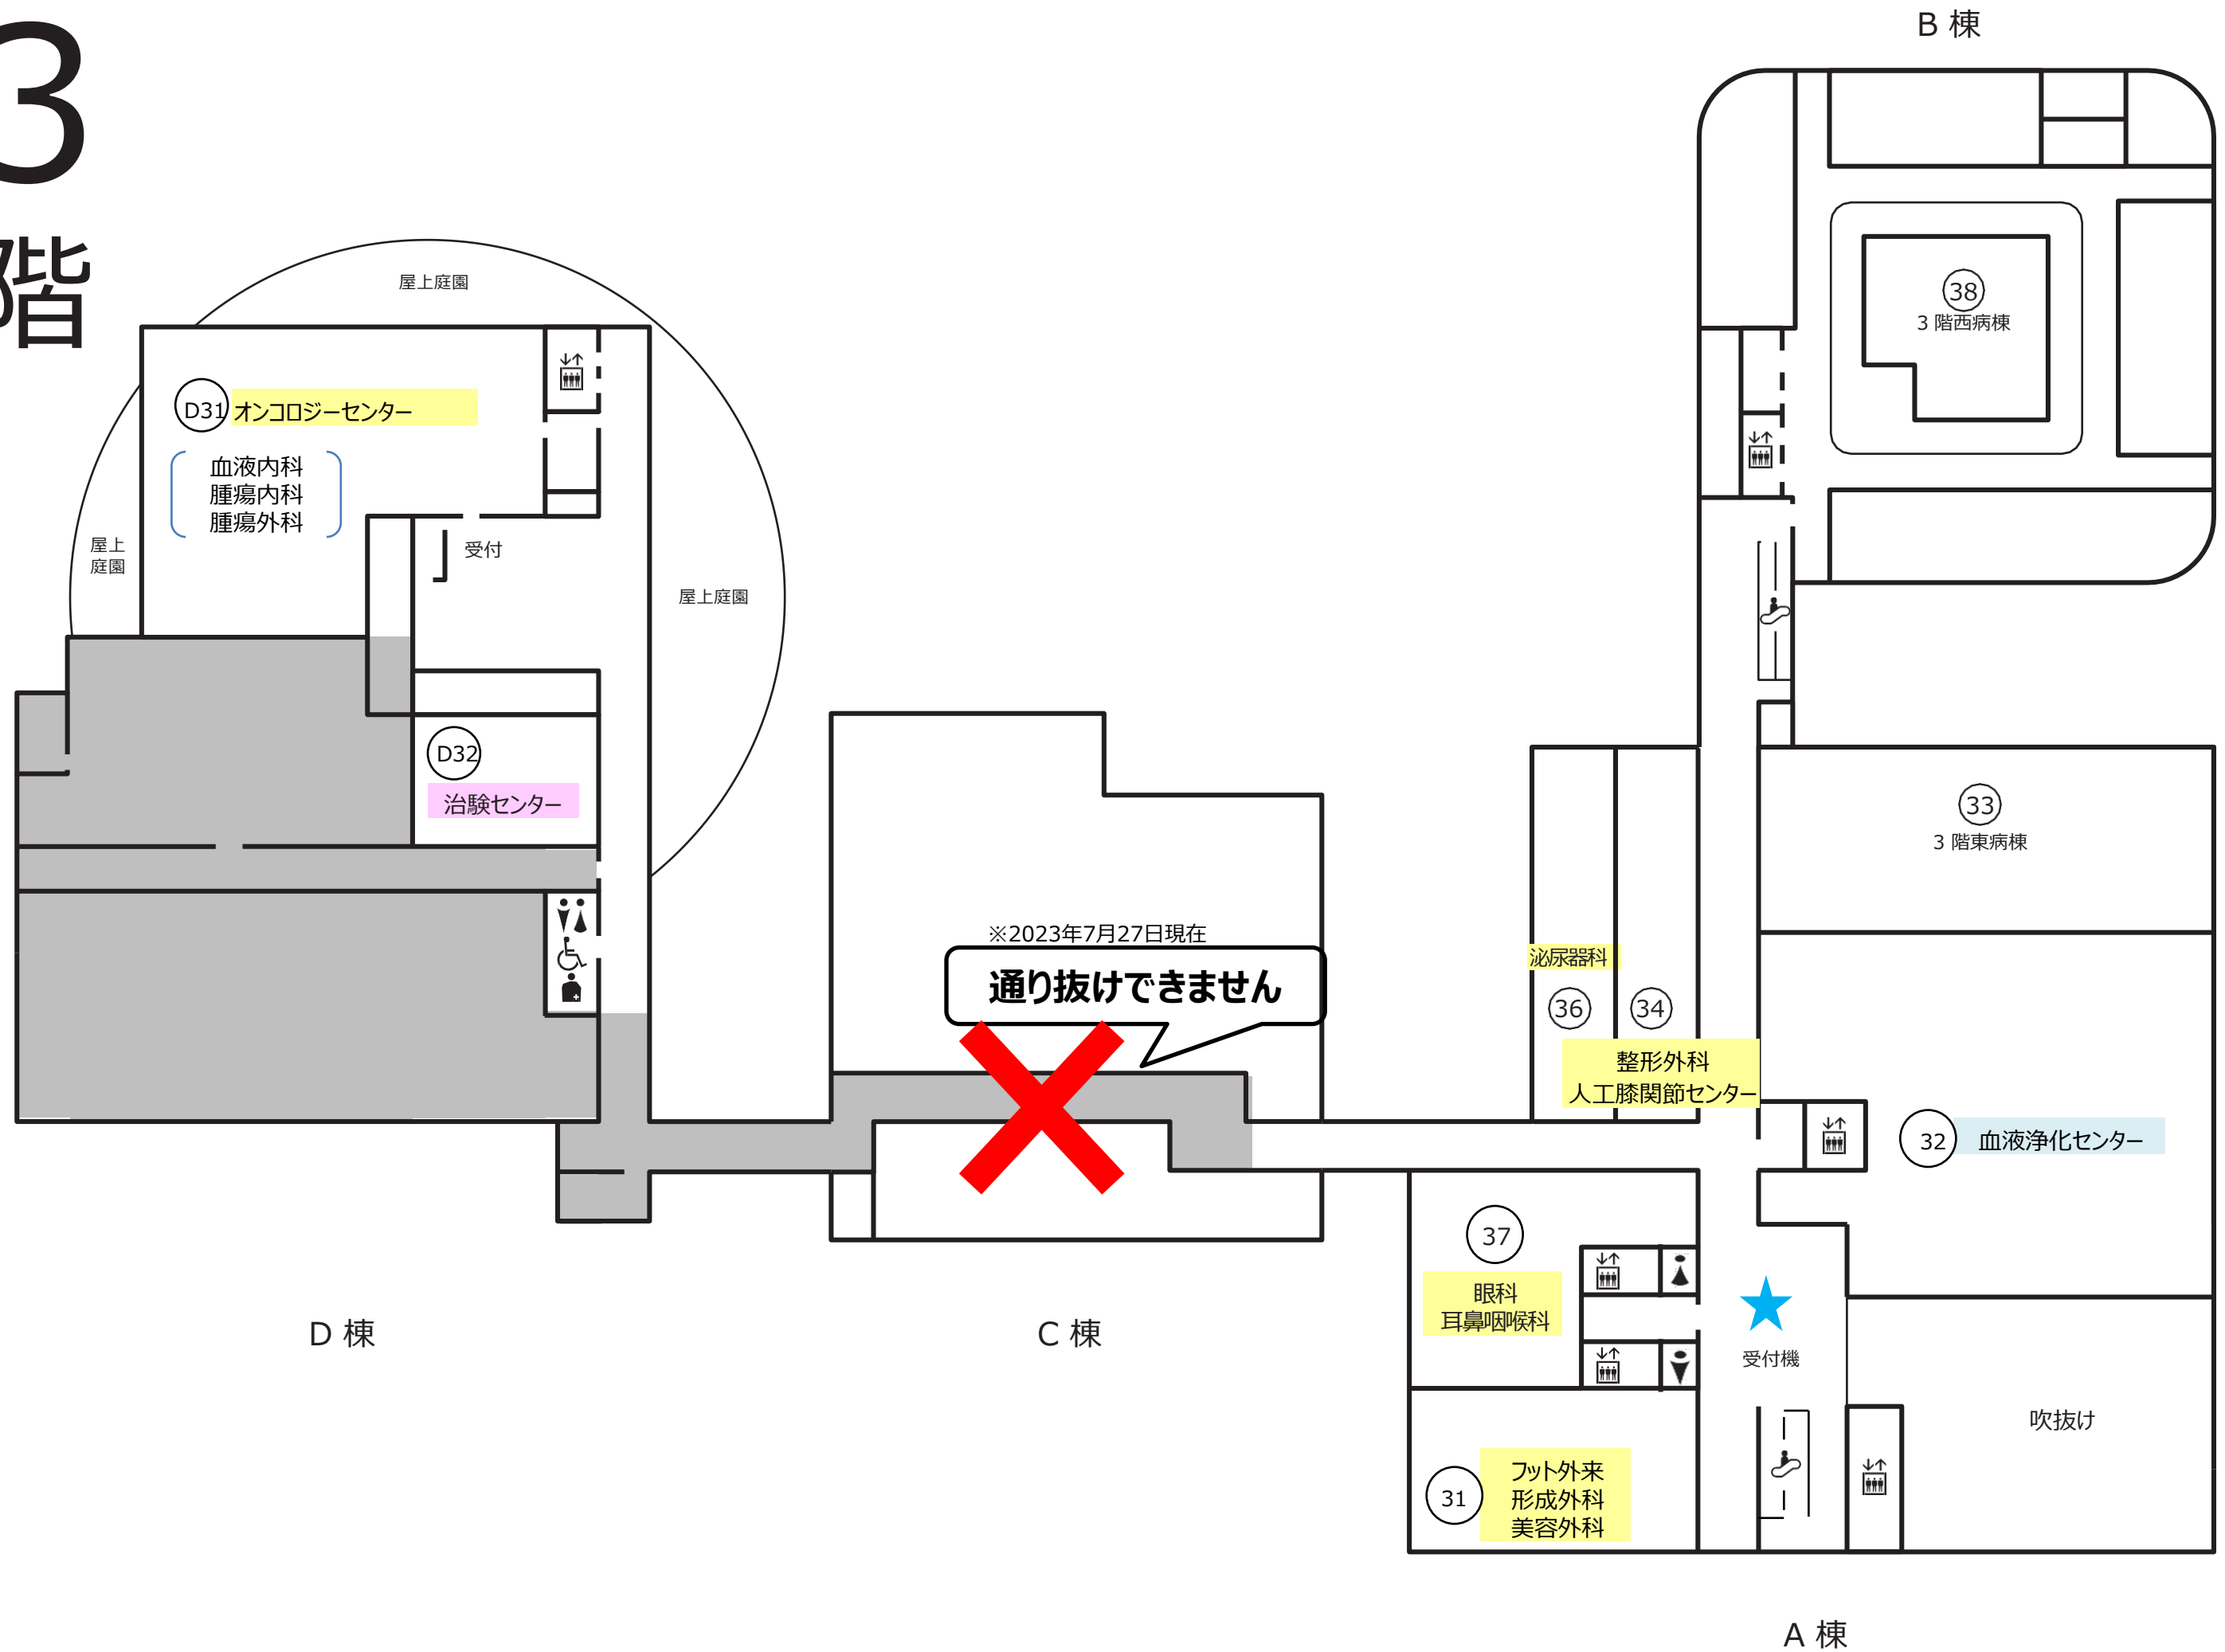 3
階
B 棟
屋上庭園
38
3 階西病棟
D31
オンコロジーセンター
血液内科
腫瘍内科
腫瘍外科
屋上
庭園
受付
屋上庭園
D32
治験センター
33
3 階東病棟
※2023年7月27日現在
通り抜けできません
泌尿器科
36
34
整形外科
人工膝関節センター
32
血液浄化センター
37
眼科
耳鼻咽喉科
受付機
D 棟
C 棟
吹抜け
31
フット外来
形成外科
美容外科
A 棟